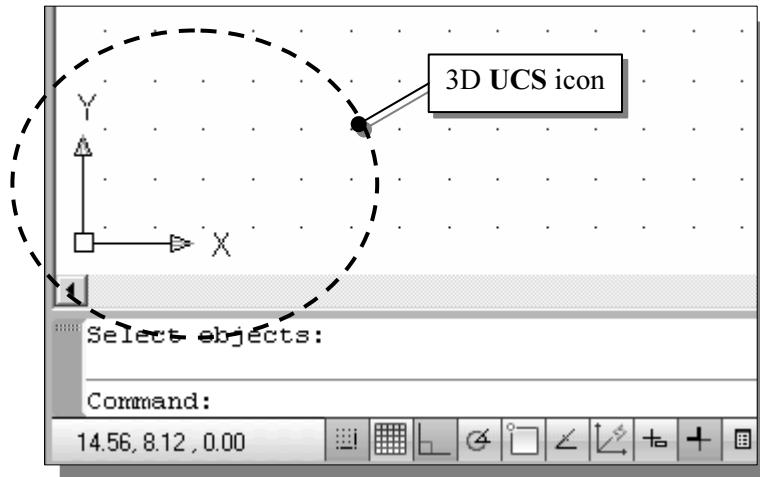 3D UCS icon
Y
X
Select objects:
Command:
14.56, 8.12 , 0.00